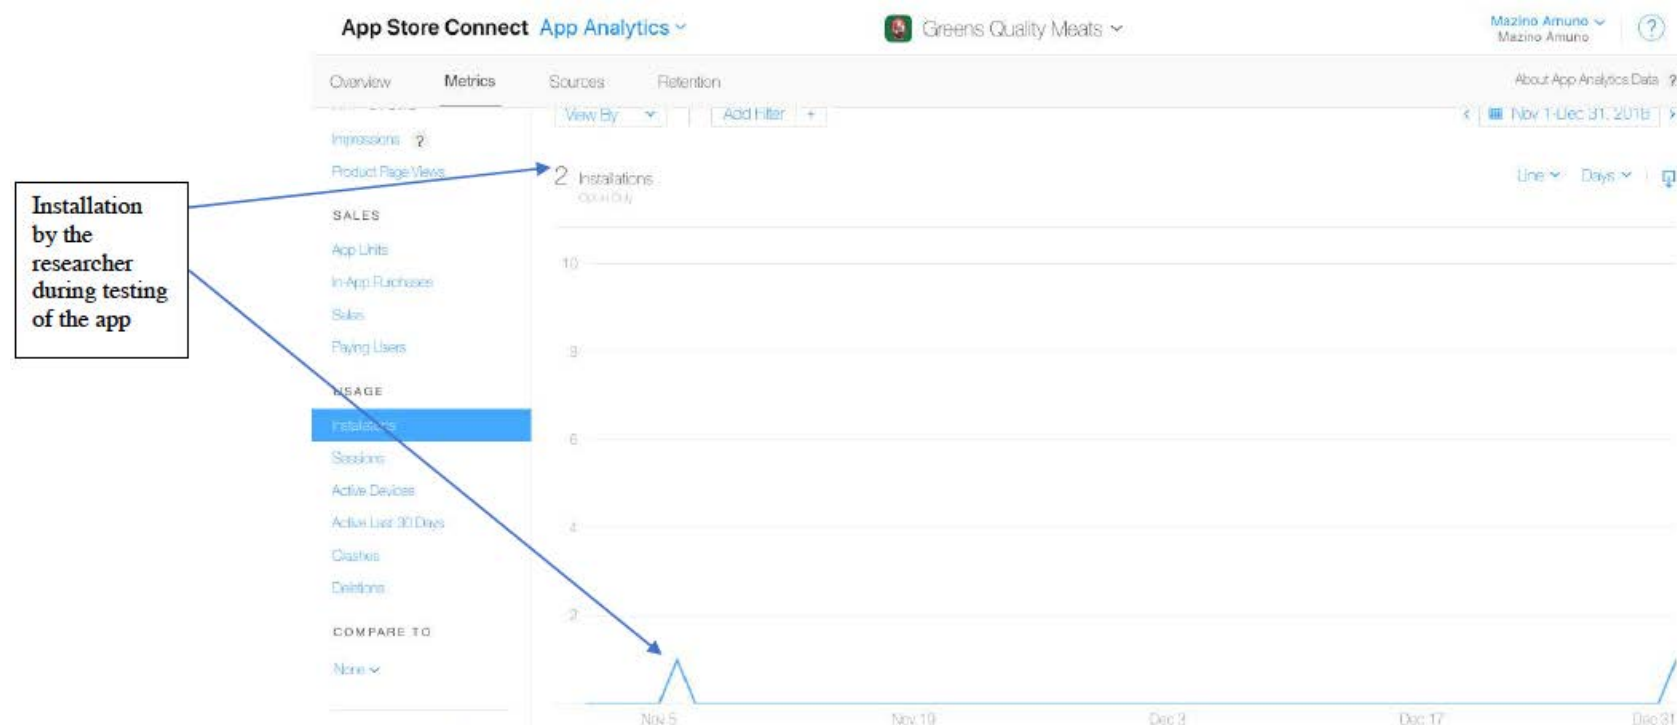 App Store Connect App Analytics
Greens Quality Meats
Mazino Amuno
Mazino Amuno
?
Overview Metrics Sources Retention
About App Analytics Data ?
View By
Add Filter +
Nov 1-Dec 31, 2018
Impressions ?
Product Page Views
SALES
App Units
In-App Purchases
Sales
Paying Users
USAGE
Installations
Sessions
Active Devices
Active Last 30 Days
Crashes
Deletions
COMPARE TO
None
Installation
by the
researcher
during testing
of the app
2 Installations
Opt-in Only
Line Days
10
8
6
4
2
Nov 5 Nov 19 Dec 3 Dec 17 Dec 31